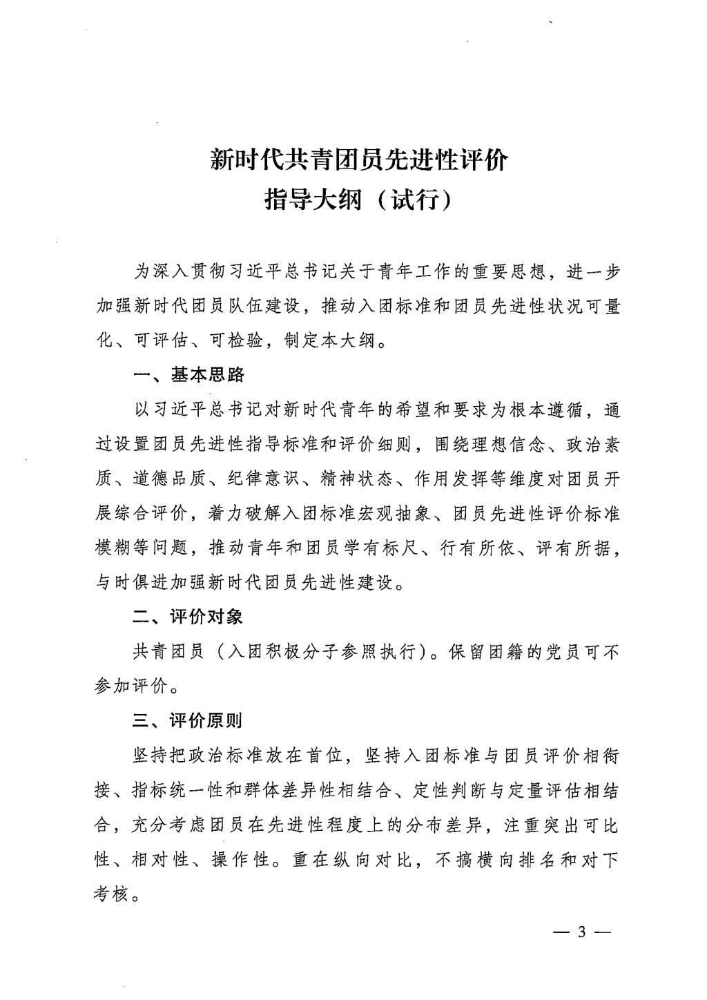 新时代共青团员先进性评价
指导大纲（试行）
为深入贯彻习近平总书记关于青年工作的重要思想，进一步
加强新时代团员队伍建设，推动入团标准和团员先进性状况可量
化、可评估、可检验，制定本大纲。
一、基本思路
以习近平总书记对新时代青年的希望和要求为根本遵循，通
过设置团员先进性指导标准和评价细则，围绕理想信念、政治素
质、道德品质、纪律意识、精神状态、作用发挥等维度对团员开
展综合评价，着力破解入团标准宏观抽象、团员先进性评价标准
模糊等问题，推动青年和团员学有标尺、行有所依、评有所据，
与时俱进加强新时代团员先进性建设。
二、评价对象
共青团员（入团积极分子参照执行）。保留团籍的党员可不
参加评价。
三、评价原则
坚持把政治标准放在首位，坚持入团标准与团员评价相衔
接、指标统一性和群体差异性相结合、定性判断与定量评估相结
合，充分考虑团员在先进性程度上的分布差异，注重突出可比
性、相对性、操作性。重在纵向对比，不搞横向排名和对下
考核。
— 3 —